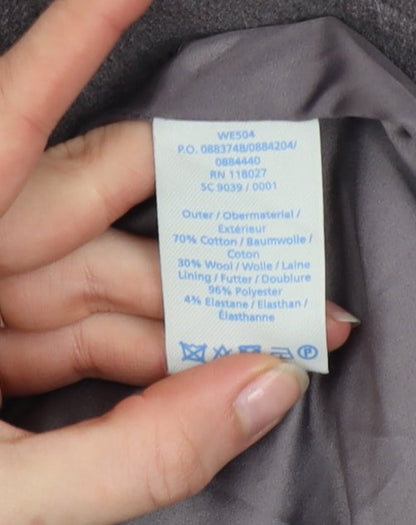 WE504
P.O. 0883748/0884204/
0884440
RN 118027
SC 9039 / 0001
Outer / Obermaterial /
Extérieur
70% Cotton / Baumwolle /
Coton
30% Wool / Wolle / Laine
Lining / Futter / Doublure
96% Polyester
4% Elastane / Elasthan /
Élasthanne
P